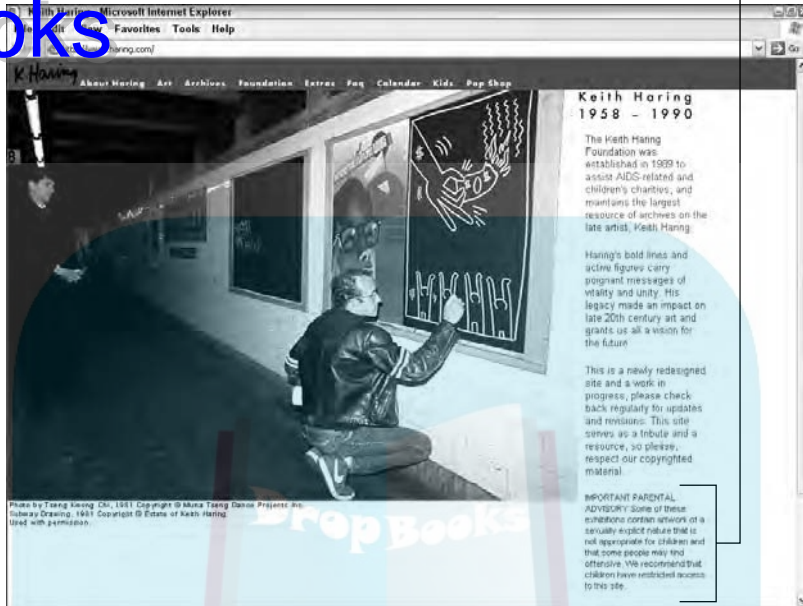 Keith Haring - Microsoft Internet Explorer
ooks
Favorites Tools Help
haring.com/
Go
K. Haring
About Haring Art Archives Foundation Extras Faq Calendar Kids Pop Shop
Keith Haring
1958 - 1990
The Keith Haring
Foundation was
established in 1989 to
assist AIDS-related and
children's charities, and
maintains the largest
resource of archives on the
late artist, Keith Haring.
Haring's bold lines and
active figures carry
poignant messages of
vitality and unity. His
legacy made an impact on
late 20th century art and
grants us all a vision for
the future.
This is a newly redesigned
site and a work in
progress, please check
back regularly for updates
and revisions. This site
serves as a tribute and a
resource, so please,
respect our copyrighted
material.
IMPORTANT PARENTAL
ADVISORY: Some of these
exhibitions contain artwork of a
sexually explicit nature that is
not appropriate for children and
that some people may find
offensive. We recommend that
children have restricted access
to this site.
Photo by Tseng Kwong Chi, 1981 Copyright © Muna Tseng Dance Projects Inc.
Subway Drawing, 1981 Copyright © Estate of Keith Haring
Used with permission.
DropBooks